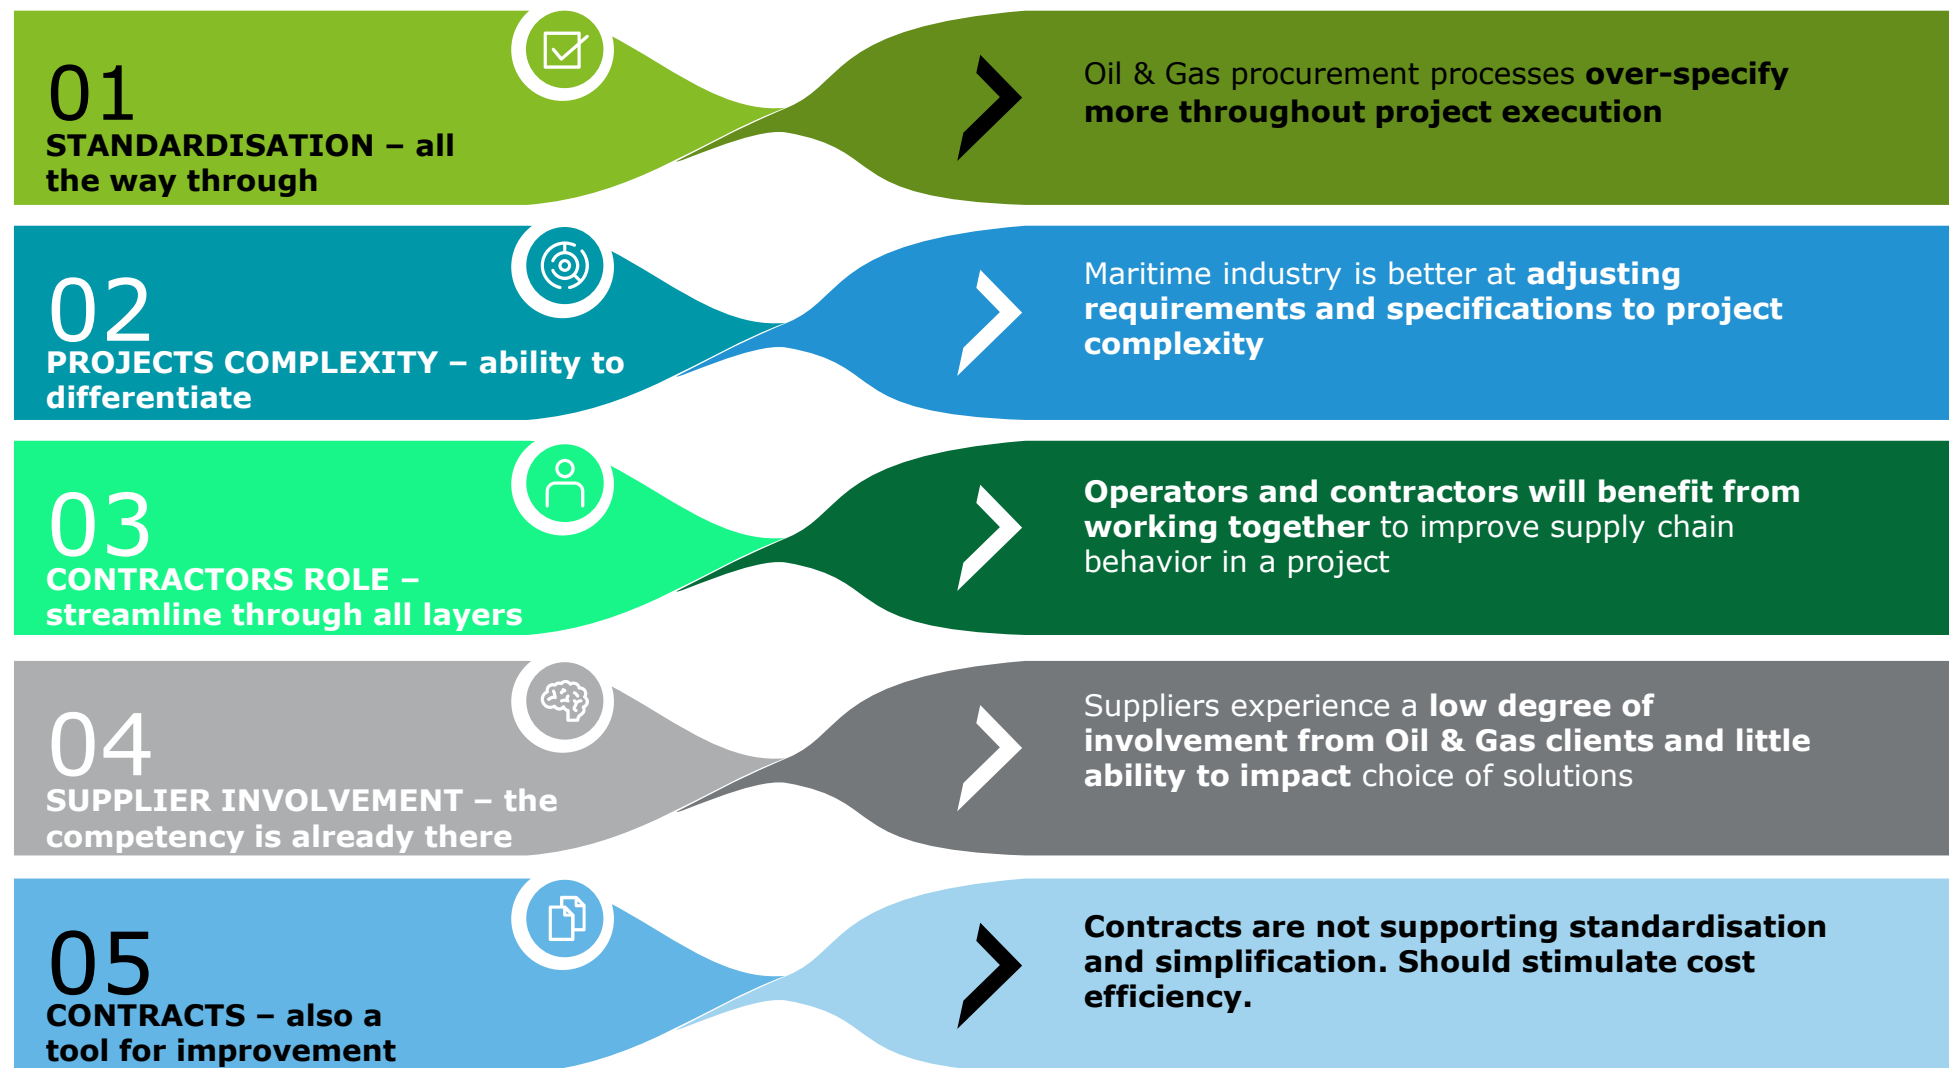 01
STANDARDISATION – all
the way through
Oil & Gas procurement processes over-specify
more throughout project execution
02
PROJECTS COMPLEXITY – ability to
differentiate
Maritime industry is better at adjusting
requirements and specifications to project
complexity
03
CONTRACTORS ROLE –
streamline through all layers
Operators and contractors will benefit from
working together to improve supply chain
behavior in a project
04
SUPPLIER INVOLVEMENT – the
competency is already there
Suppliers experience a low degree of
involvement from Oil & Gas clients and little
ability to impact choice of solutions
05
CONTRACTS – also a
tool for improvement
Contracts are not supporting standardisation
and simplification. Should stimulate cost
efficiency.